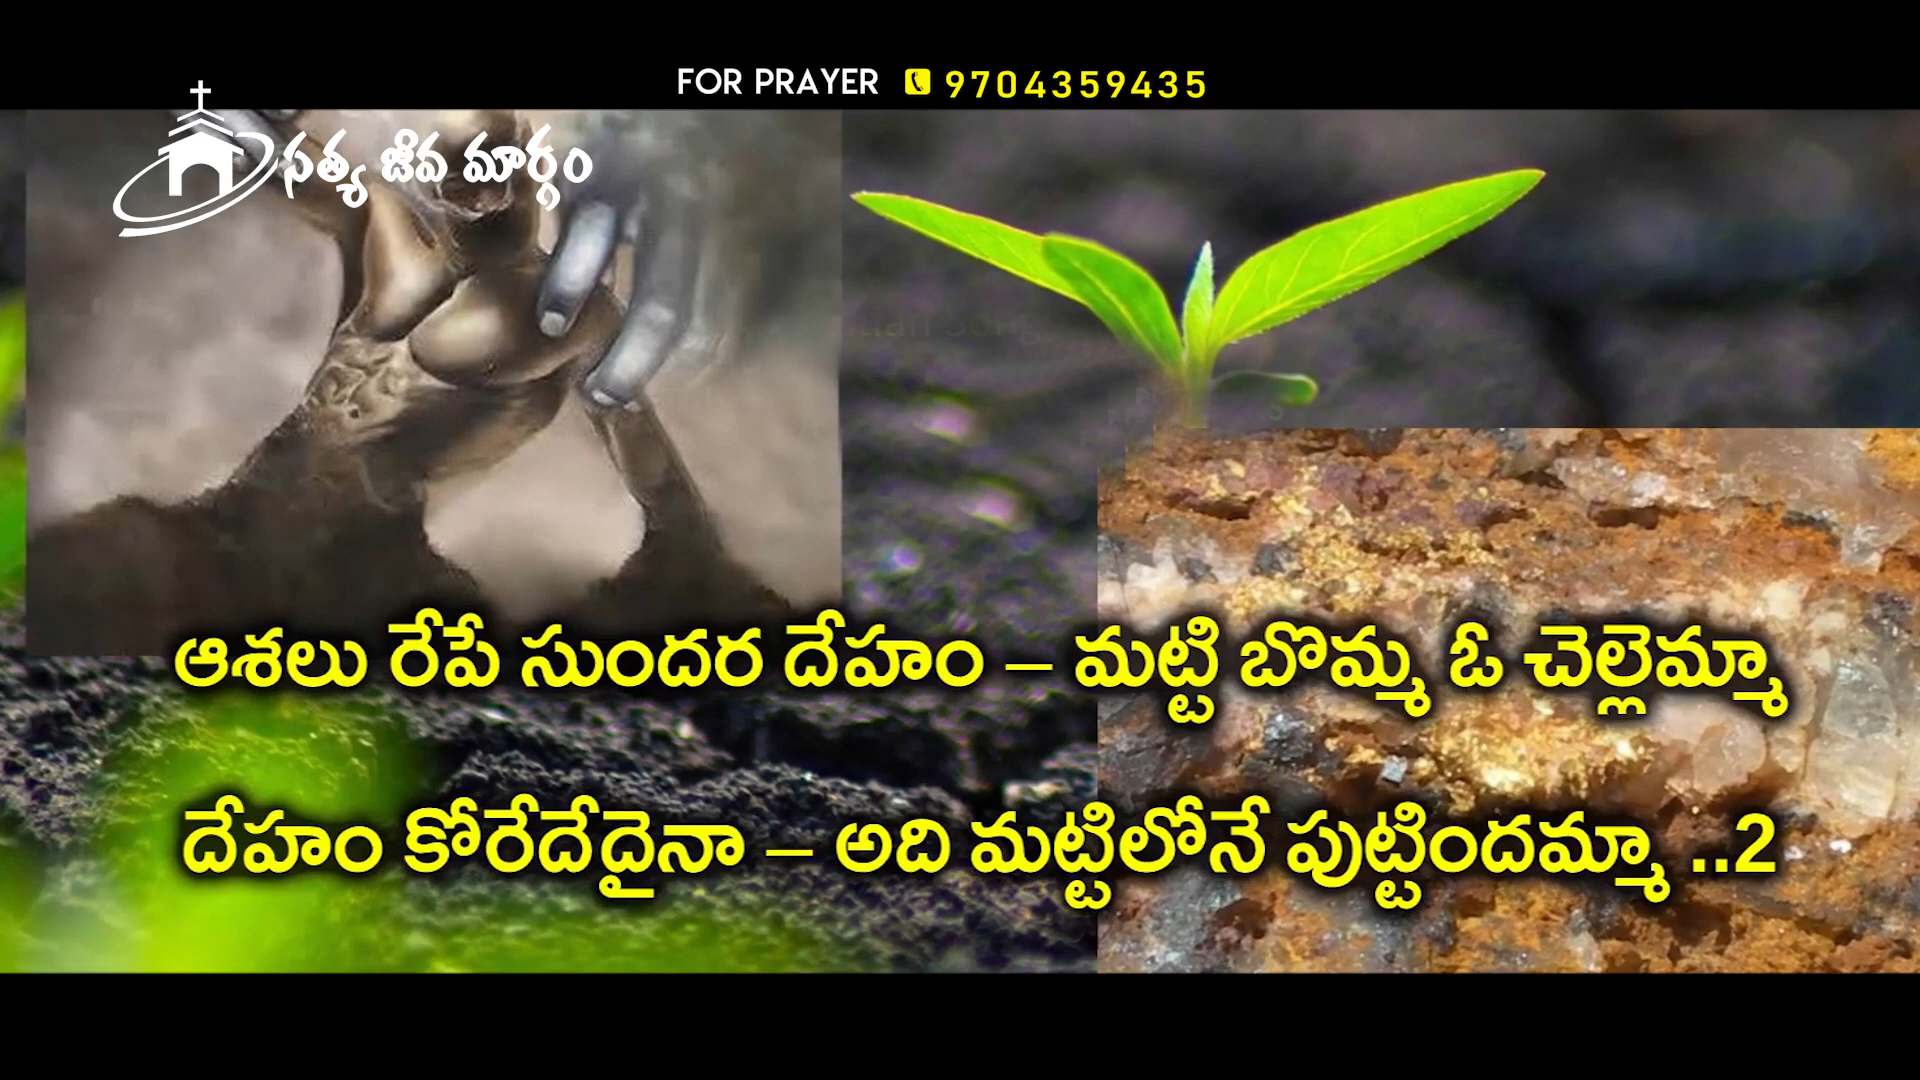 FOR PRAYER 9704359435
సత్య జీవ మార్గం
ఆశలు రేపే సుందర దేహం – మట్టి బొమ్మ ఓ చెల్లెమ్మా
దేహం కోరేదేదైనా – అది మట్టిలోనే పుట్టిందమ్మా ..2